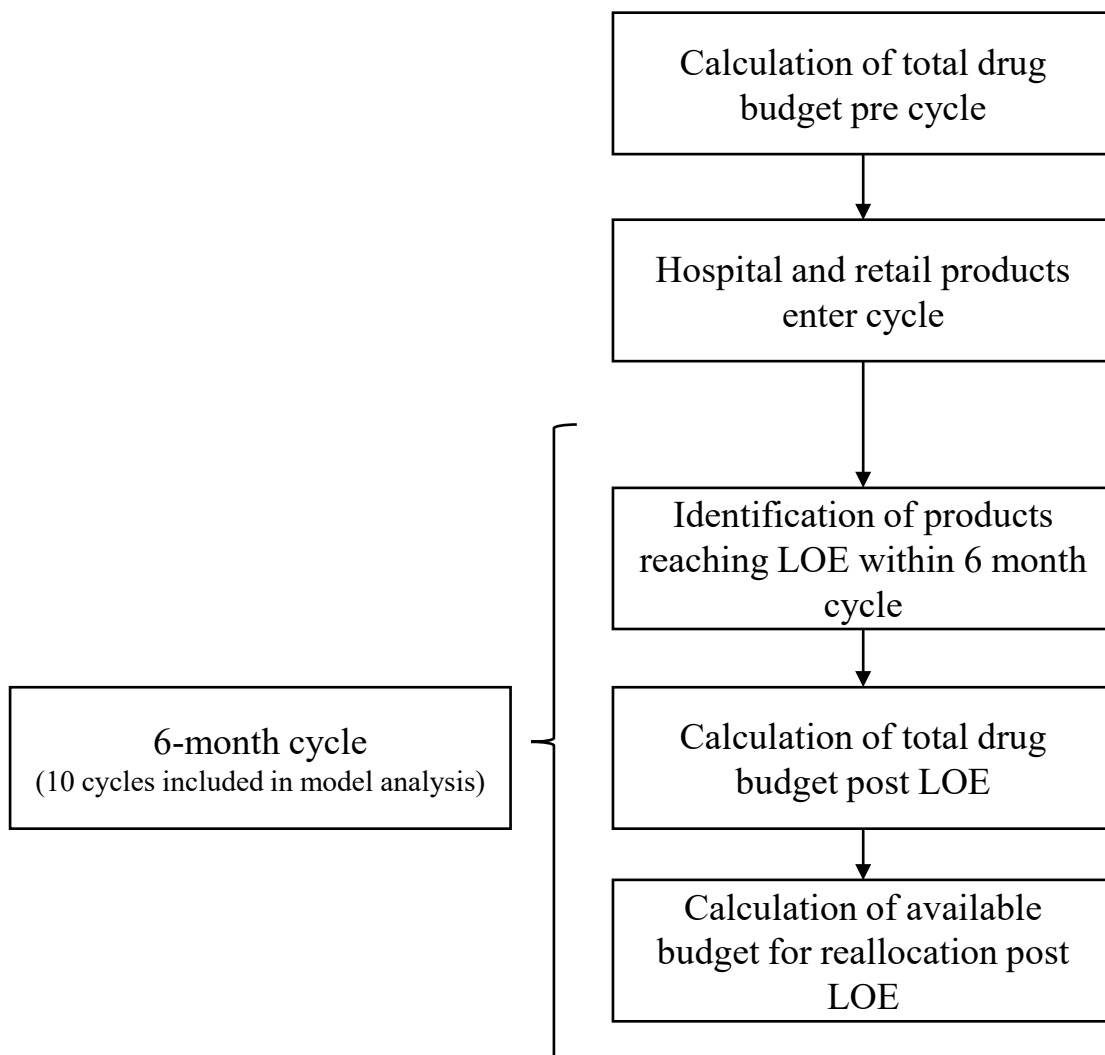 Calculation of total drug
budget pre cycle
Hospital and retail products
enter cycle
Identification of products
reaching LOE within 6 month
cycle
6-month cycle
(10 cycles included in model analysis)
Calculation of total drug
budget post LOE
Calculation of available
budget for reallocation post
LOE